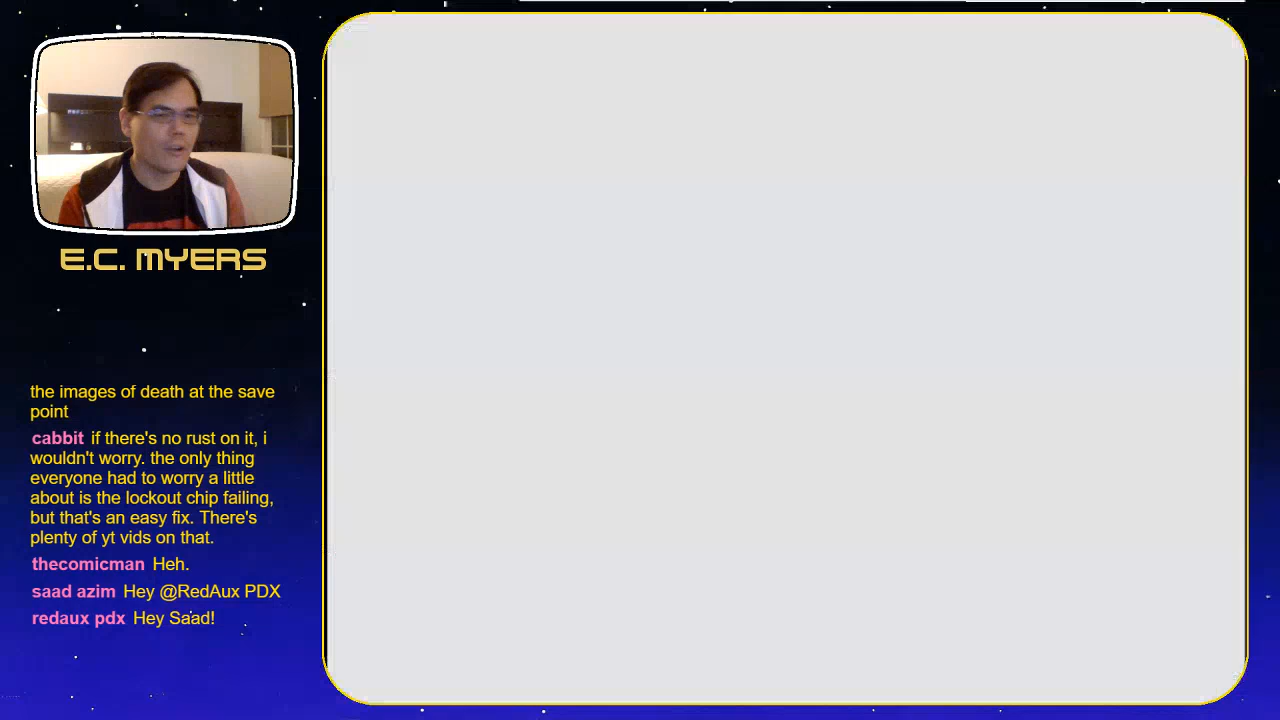 E.C. MYERS
the images of death at the save
point
cabbit if there's no rust on it, i
wouldn't worry. the only thing
everyone had to worry a little
about is the lockout chip failing,
but that's an easy fix. There's
plenty of yt vids on that.
thecomicman Heh.
saad azim Hey @RedAux PDX
redaux pdx Hey Saad!